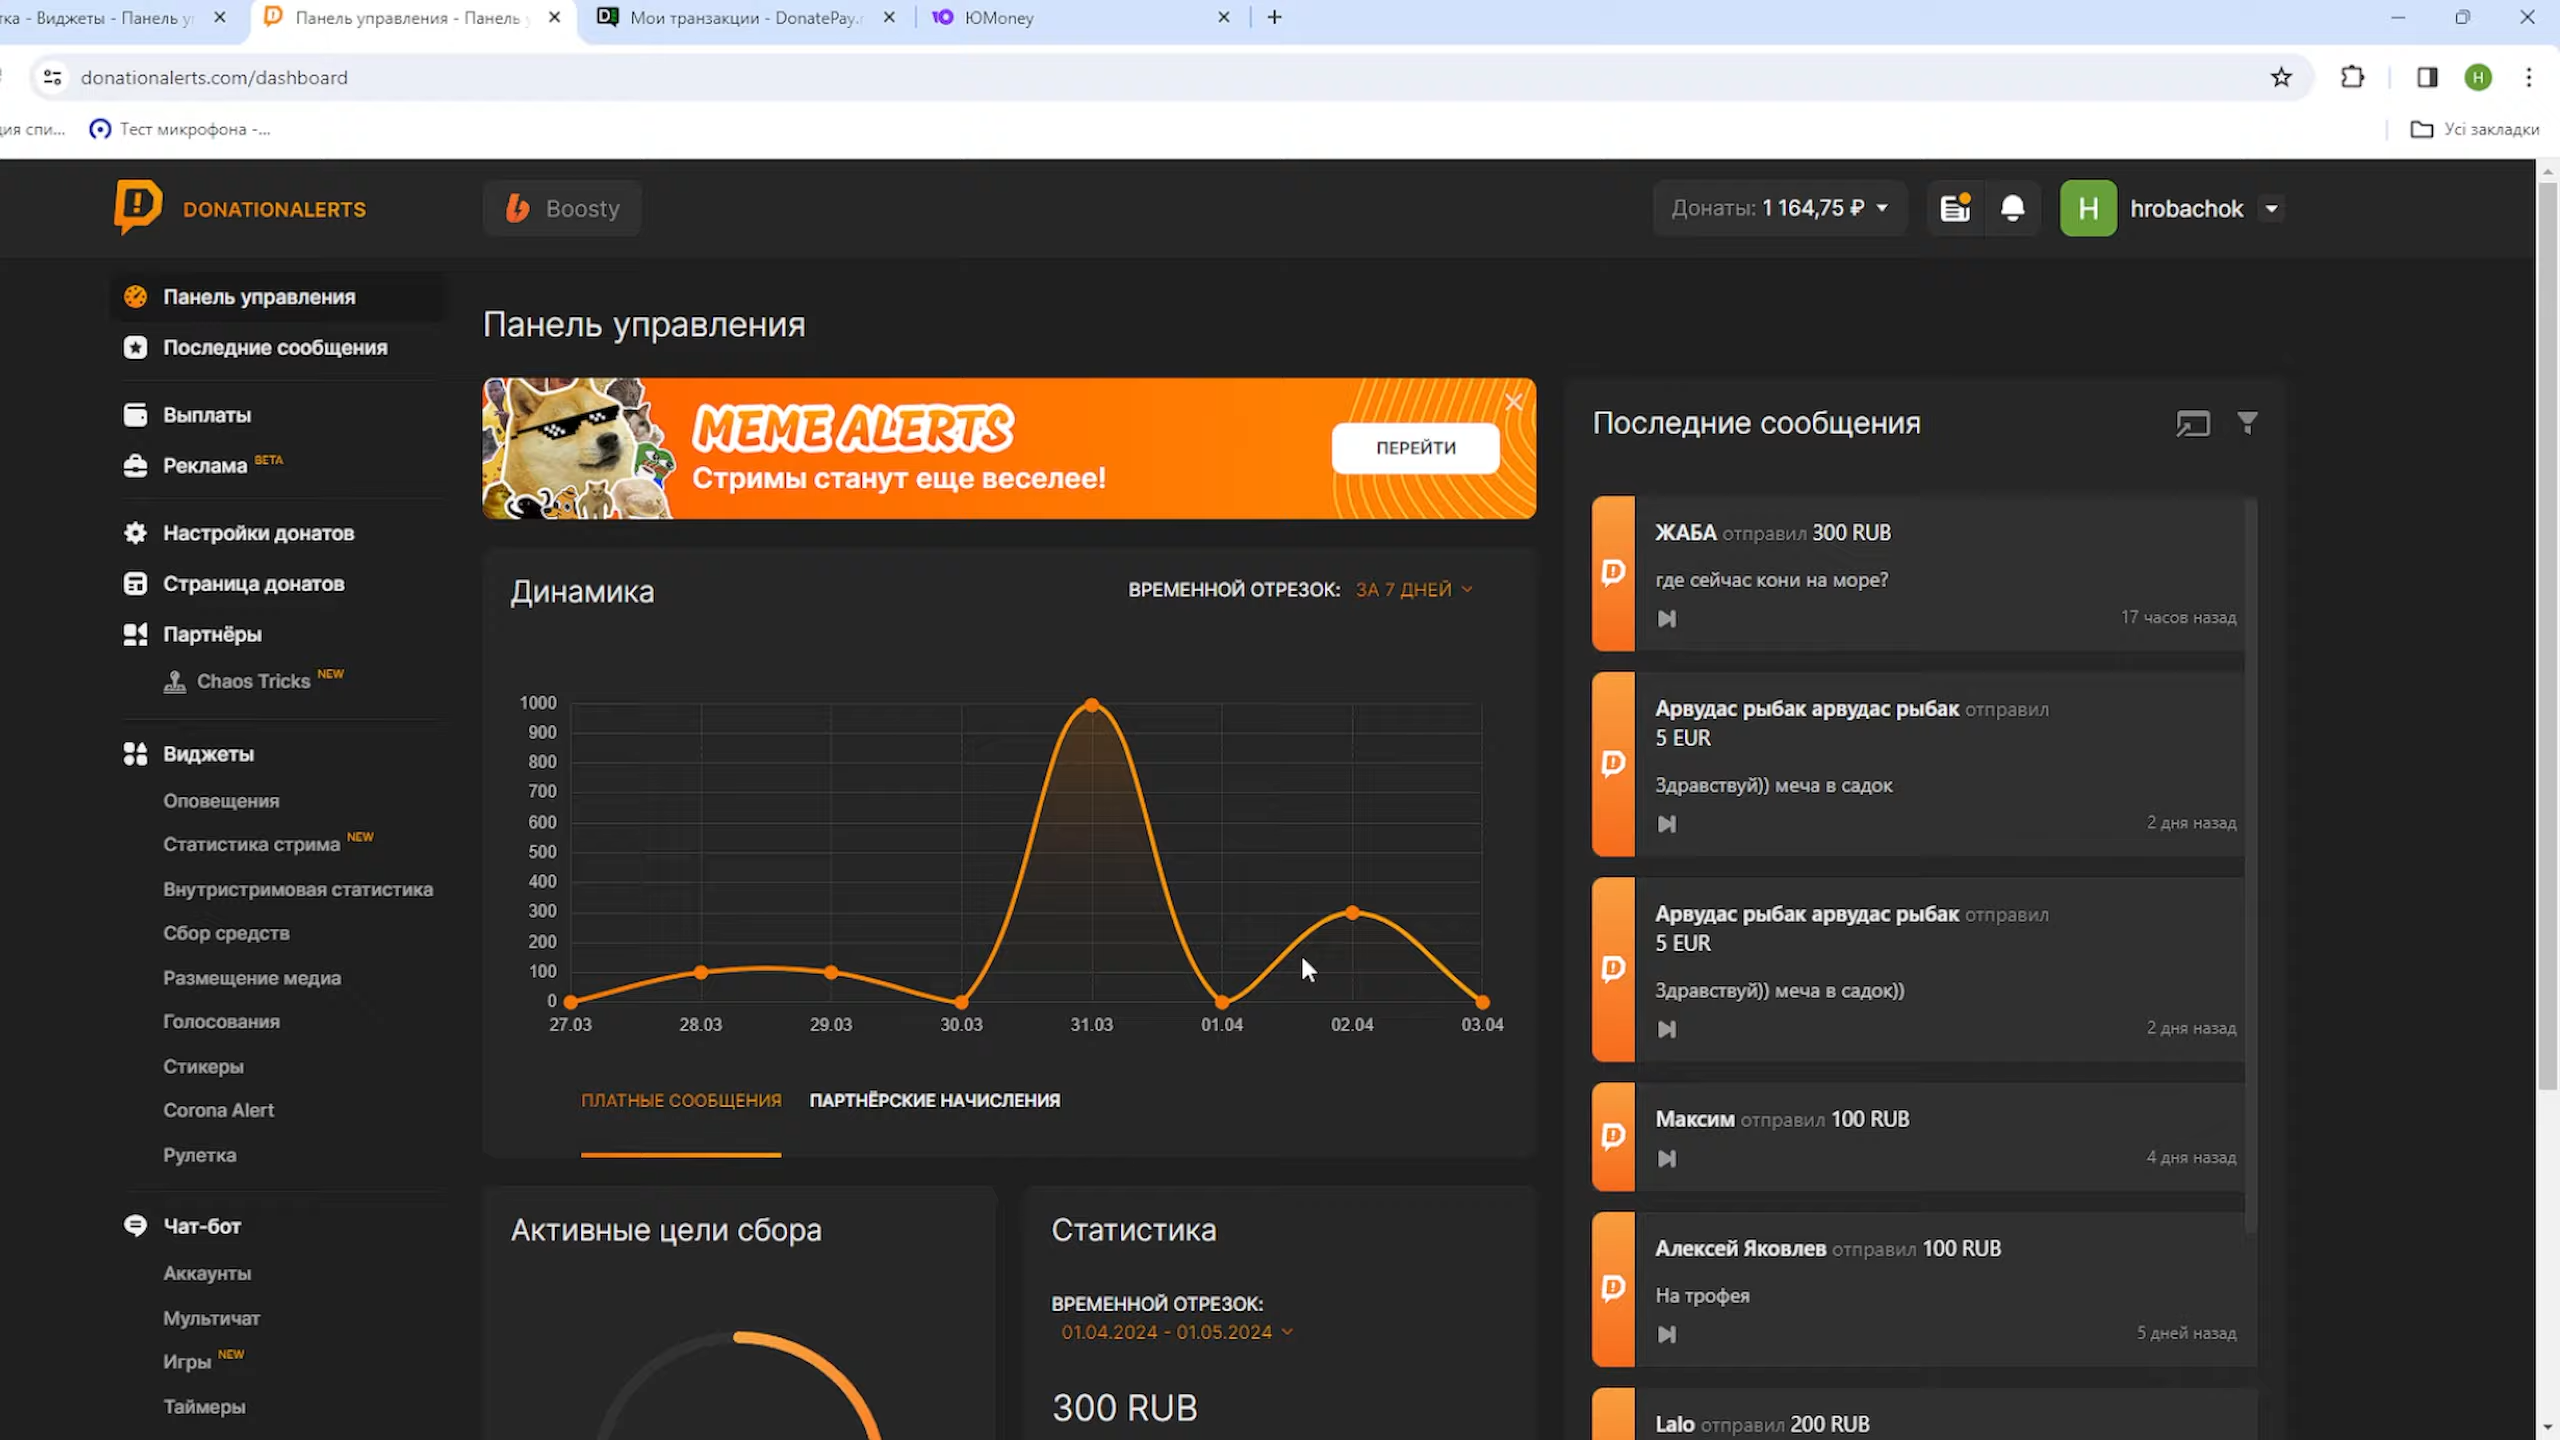 тка - Виджеты - Панель у
Панель управления - Панель
Мои транзакции - DonatePay.r
ЮMoney
donationalerts.com/dashboard
H
ция спи...
Тест микрофона -...
Усі закладки
DONATIONALERTS
Boosty
Донаты: 1 164,75 ₽
H
hrobachok
Панель управления
Последние сообщения
Выплаты
Реклама BETA
Настройки донатов
Страница донатов
Партнёры
Chaos Tricks NEW
Виджеты
Оповещения
Статистика стрима NEW
Внутристримовая статистика
Сбор средств
Размещение медиа
Голосования
Стикеры
Corona Alert
Рулетка
Чат-бот
Аккаунты
Мультичат
Игры NEW
Таймеры
Панель управления
MEME ALERTS
Стримы станут еще веселее!
ПЕРЕЙТИ
Динамика
ВРЕМЕННОЙ ОТРЕЗОК: ЗА 7 ДНЕЙ
1000
900
800
700
600
500
400
300
200
100
0
27.03 28.03 29.03 30.03 31.03 01.04 02.04 03.04
ПЛАТНЫЕ СООБЩЕНИЯ ПАРТНЁРСКИЕ НАЧИСЛЕНИЯ
Активные цели сбора
Статистика
ВРЕМЕННОЙ ОТРЕЗОК:
01.04.2024 - 01.05.2024
300 RUB
Последние сообщения
ЖАБА отправил 300 RUB
где сейчас кони на море?
17 часов назад
Арвудас рыбак арвудас рыбак отправил
5 EUR
Здравствуй)) меча в садок
2 дня назад
Арвудас рыбак арвудас рыбак отправил
5 EUR
Здравствуй)) меча в садок))
2 дня назад
Максим отправил 100 RUB
4 дня назад
Алексей Яковлев отправил 100 RUB
На трофея
5 дней назад
Lalo отправил 200 RUB